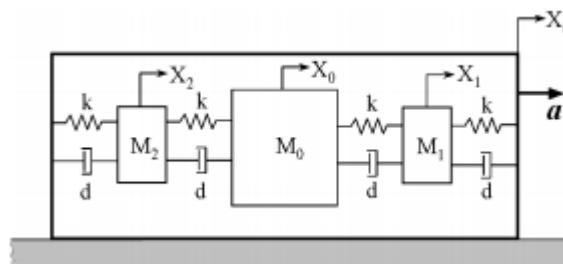 X
X₂ X₀ X₁
k k k k a
M₂ M₀ M₁
d d d d